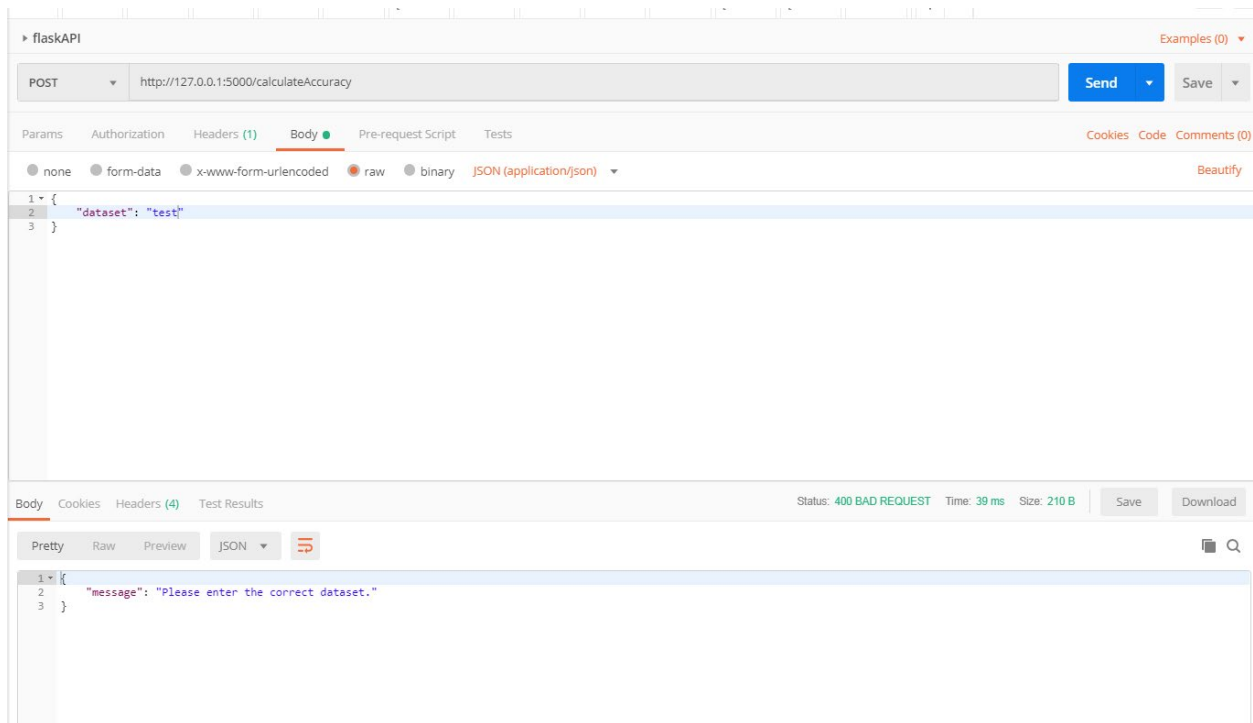 flaskAPI
Examples (0)
POST http://127.0.0.1:5000/calculateAccuracy Send Save
Params Authorization Headers (1) Body Pre-request Script Tests Cookies Code Comments (0)
none form-data x-www-form-urlencoded raw binary JSON (application/json) Beautify
1 {
2 "dataset": "test"
3 }
Body Cookies Headers (4) Test Results Status: 400 BAD REQUEST Time: 39 ms Size: 210 B Save Download
Pretty Raw Preview JSON
1 {
2 "message": "Please enter the correct dataset."
3 }